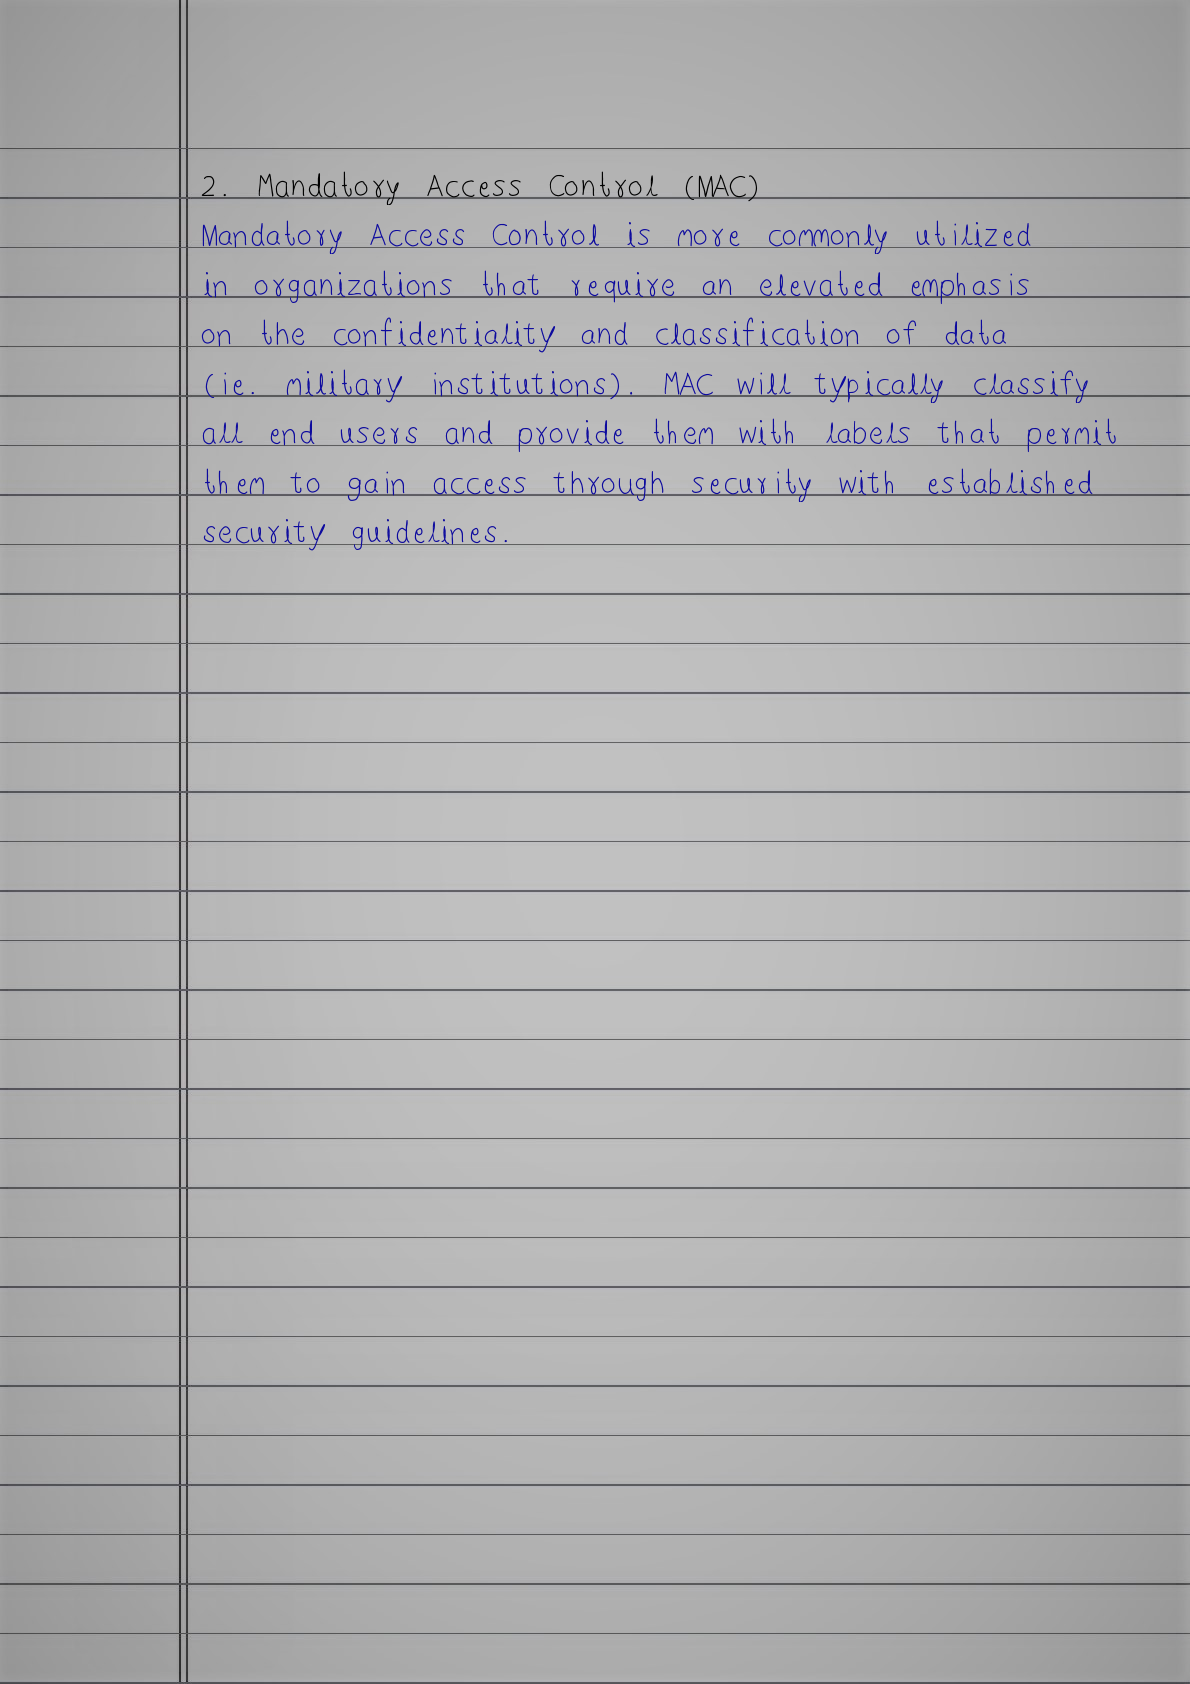 2. Mandatory Access Control (MAC)
Mandatory Access Control is more commonly utilized
in organizations that require an elevated emphasis
on the confidentiality and classification of data
(ie. military institutions). MAC will typically classify
all end users and provide them with labels that permit
them to gain access through security with established
security guidelines.